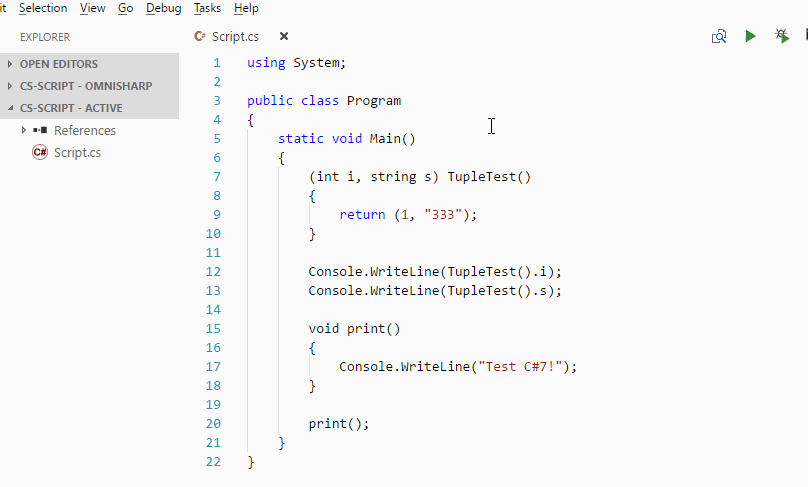 it Selection View Go Debug Tasks Help
EXPLORER
OPEN EDITORS
CS-SCRIPT - OMNISHARP
CS-SCRIPT - ACTIVE
References
C# Script.cs
C# Script.cs ×
1 using System;
2
3 public class Program
4 {
5     static void Main()
6     {
7         (int i, string s) TupleTest()
8         {
9             return (1, "333");
10         }
11
12         Console.WriteLine(TupleTest().i);
13         Console.WriteLine(TupleTest().s);
14
15         void print()
16         {
17             Console.WriteLine("Test C#7!");
18         }
19
20         print();
21     }
22 }